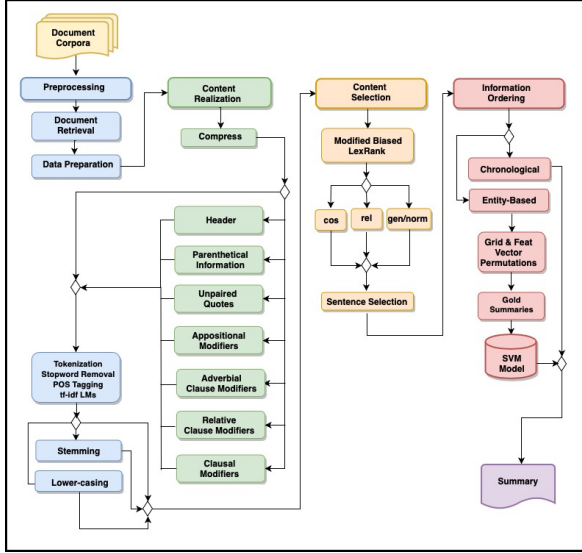 Document
Corpora
Preprocessing
Document
Retrieval
Data Preparation
Tokenization
Stopword Removal
POS Tagging
tf-idf LMs
Stemming
Lower-casing
Content
Realization
Compress
Header
Parenthetical
Information
Unpaired
Quotes
Appositional
Modifiers
Adverbial
Clause Modifiers
Relative
Clause Modifiers
Clausal
Modifiers
Content
Selection
Modified Biased
LexRank
cos
rel
gen/norm
Sentence Selection
Information
Ordering
Chronological
Entity-Based
Grid & Feat
Vector
Permutations
Gold
Summaries
SVM
Model
Summary